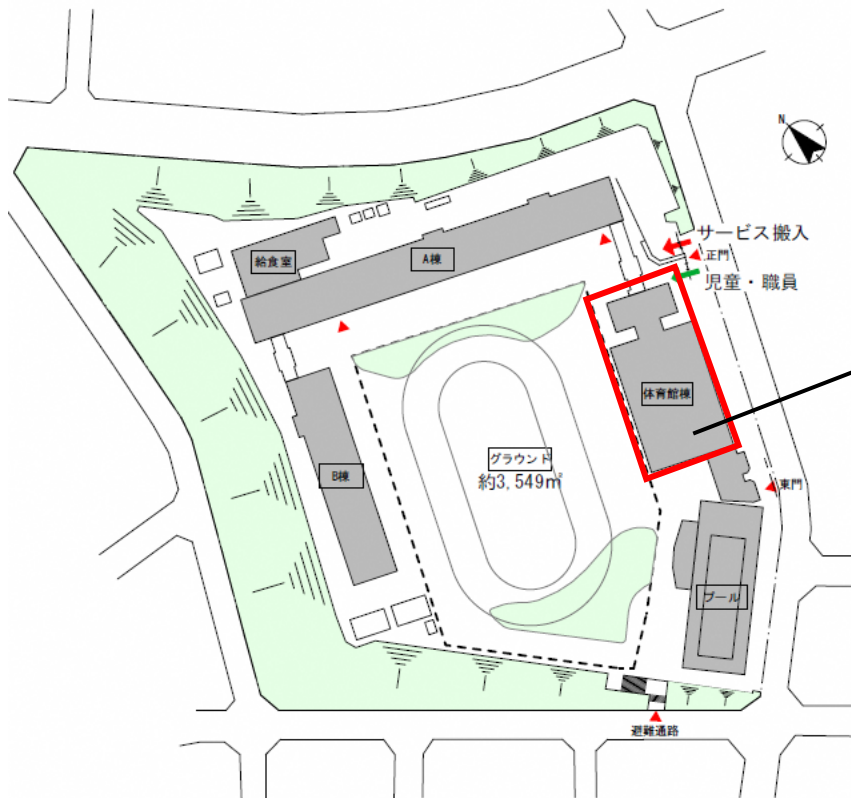 N
サービス搬入
正門
児童・職員
給食室
A棟
体育館棟
グラウンド
約3,549㎡
B棟
東門
プール
避難通路